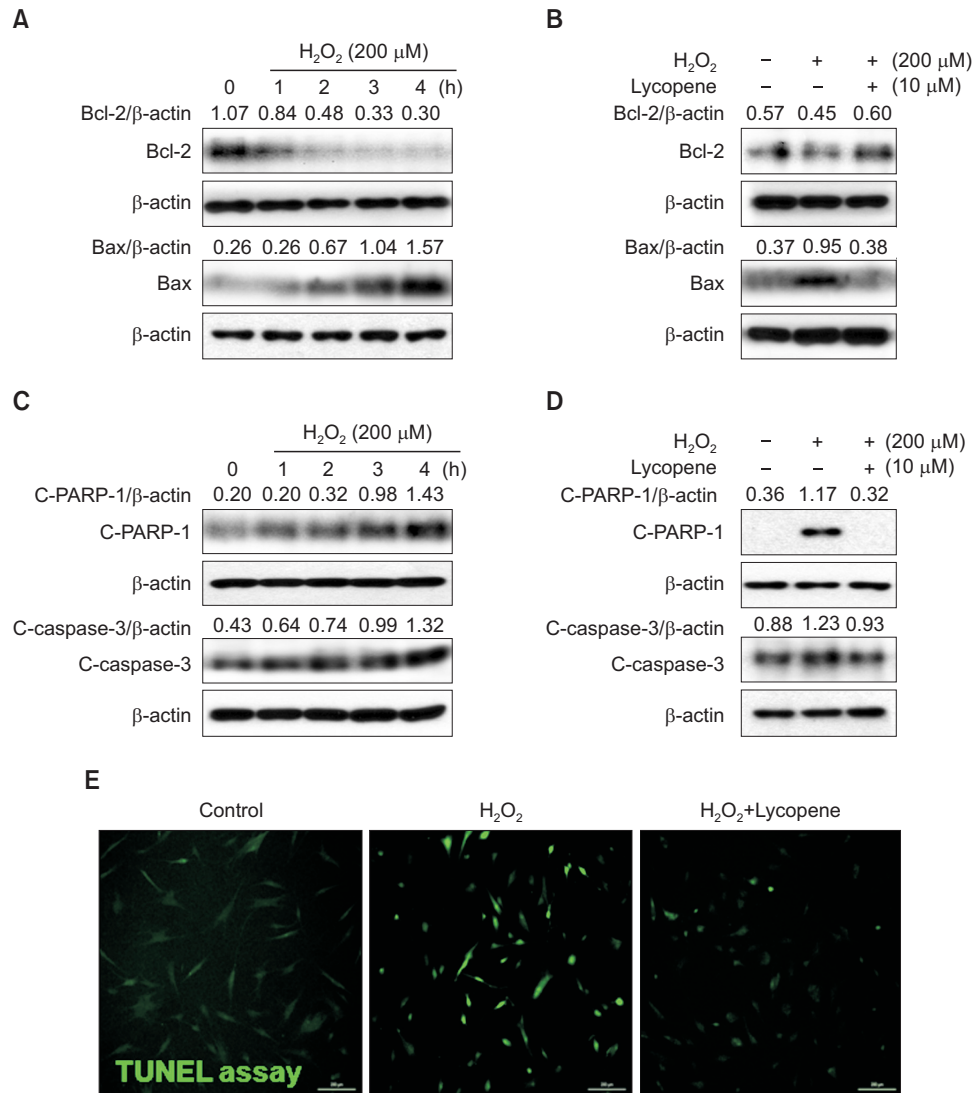 A
H₂O₂ (200 μM)
0 1 2 3 4 (h)
Bcl-2/β-actin 1.07 0.84 0.48 0.33 0.30
Bcl-2
β-actin
Bax/β-actin 0.26 0.26 0.67 1.04 1.57
Bax
β-actin
B
H₂O₂ – + + (200 μM)
Lycopene – – + (10 μM)
Bcl-2/β-actin 0.57 0.45 0.60
Bcl-2
β-actin
Bax/β-actin 0.37 0.95 0.38
Bax
β-actin
C
H₂O₂ (200 μM)
0 1 2 3 4 (h)
C-PARP-1/β-actin 0.20 0.20 0.32 0.98 1.43
C-PARP-1
β-actin
C-caspase-3/β-actin 0.43 0.64 0.74 0.99 1.32
C-caspase-3
β-actin
D
H₂O₂ – + + (200 μM)
Lycopene – – + (10 μM)
C-PARP-1/β-actin 0.36 1.17 0.32
C-PARP-1
β-actin
C-caspase-3/β-actin 0.88 1.23 0.93
C-caspase-3
β-actin
E
Control H₂O₂ H₂O₂+Lycopene
TUNEL assay